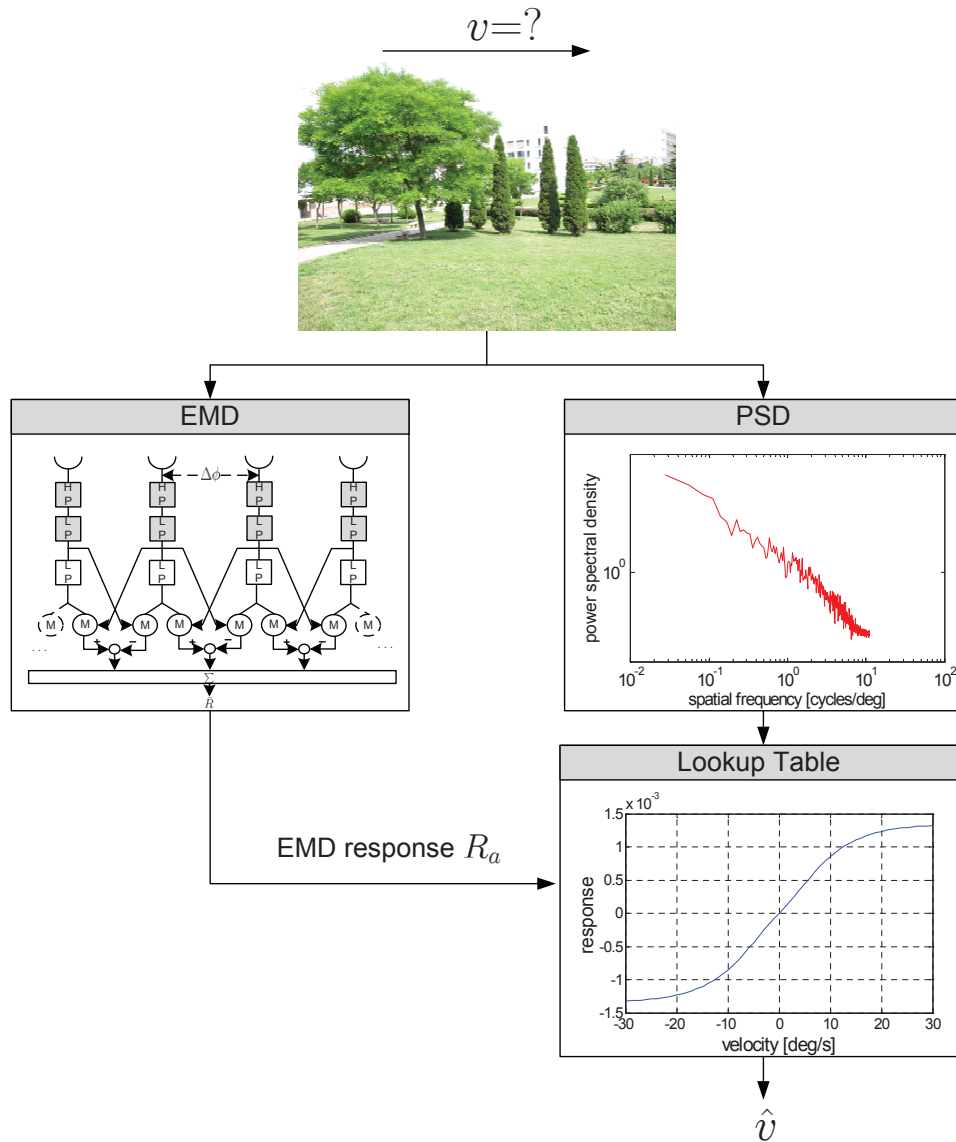 v=?
EMD
PSD
Δϕ
H P H P H P H P
L P L P L P L P
L P L P L P L P
M M M M M M M M
+ − + − + −
. . . . . .
Σ
R̄
power spectral density
10^0
10^-2 10^-1 10^0 10^1 10^2
spatial frequency [cycles/deg]
Lookup Table
x 10^-3
1.5
1
0.5
0
-0.5
-1
-1.5
response
-30 -20 -10 0 10 20 30
velocity [deg/s]
EMD response R_a
v̂